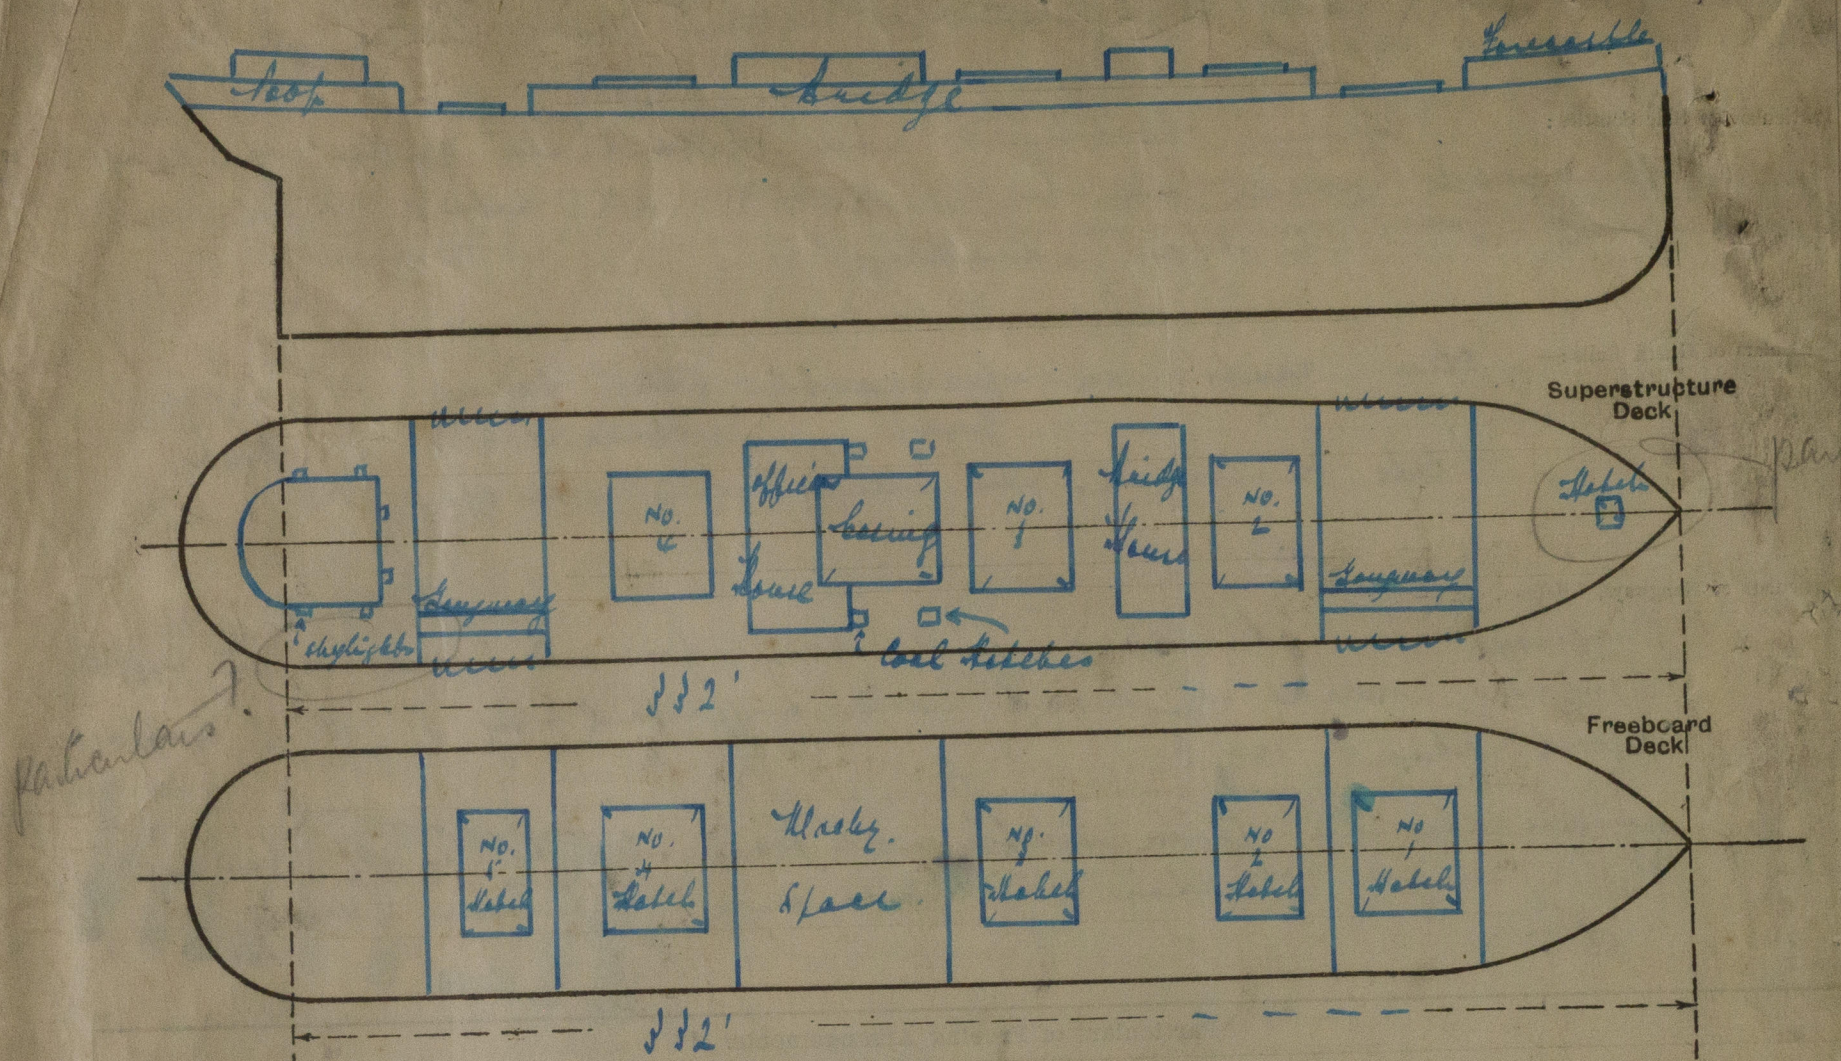 Poop
Bridge
Forecastle
Superstructure
Deck
Hatch
No.
4
Officers
House
Casing
No.
3
Bridge
House
No.
2
Gangway
Gangway
skylights
Coal Hatches
particulars?
332'
Freeboard
Deck
No.
5
Hatch
No.
4
Hatch
Mchy.
Space
No.
3
Hatch
No
2
Hatch
No
1
Hatch
332'